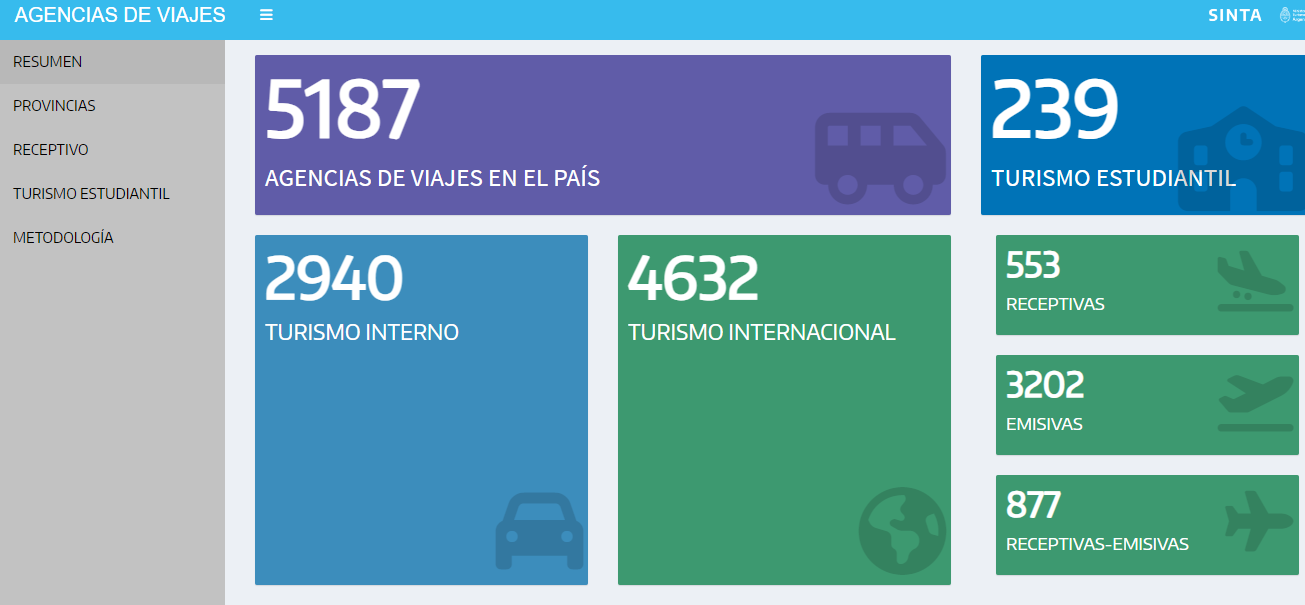 AGENCIAS DE VIAJES
SINTA
RESUMEN
PROVINCIAS
RECEPTIVO
TURISMO ESTUDIANTIL
METODOLOGÍA
5187
AGENCIAS DE VIAJES EN EL PAÍS
239
TURISMO ESTUDIANTIL
2940
TURISMO INTERNO
4632
TURISMO INTERNACIONAL
553
RECEPTIVAS
3202
EMISIVAS
877
RECEPTIVAS-EMISIVAS